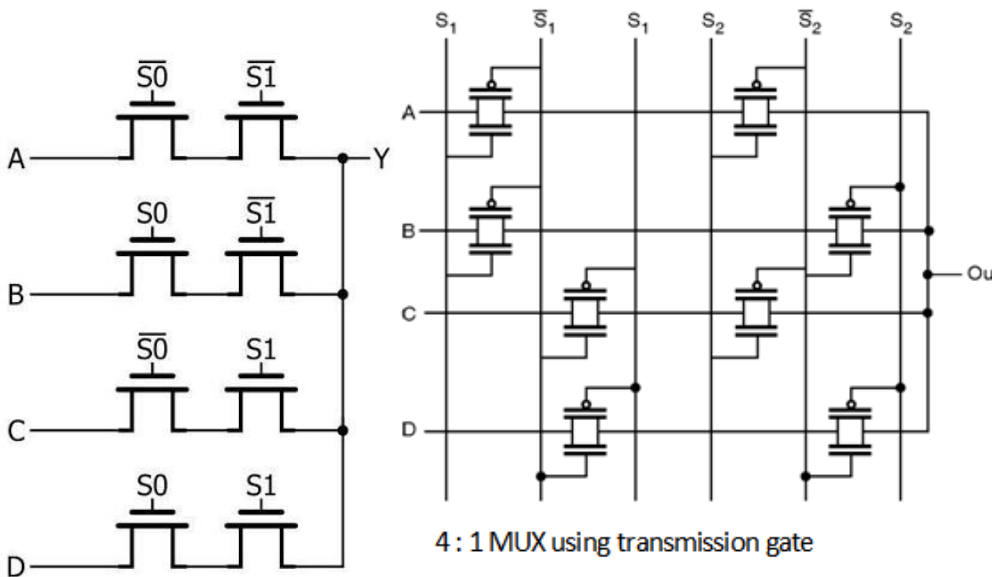 S̅0̅ S̅1̅
A Y
S0 S̅1̅
B
S̅0̅ S1
C
S0 S1
D
S₁ S̅₁ S₁ S₂ S̅₂ S₂
A
B
Ou
C
D
4 : 1 MUX using transmission gate